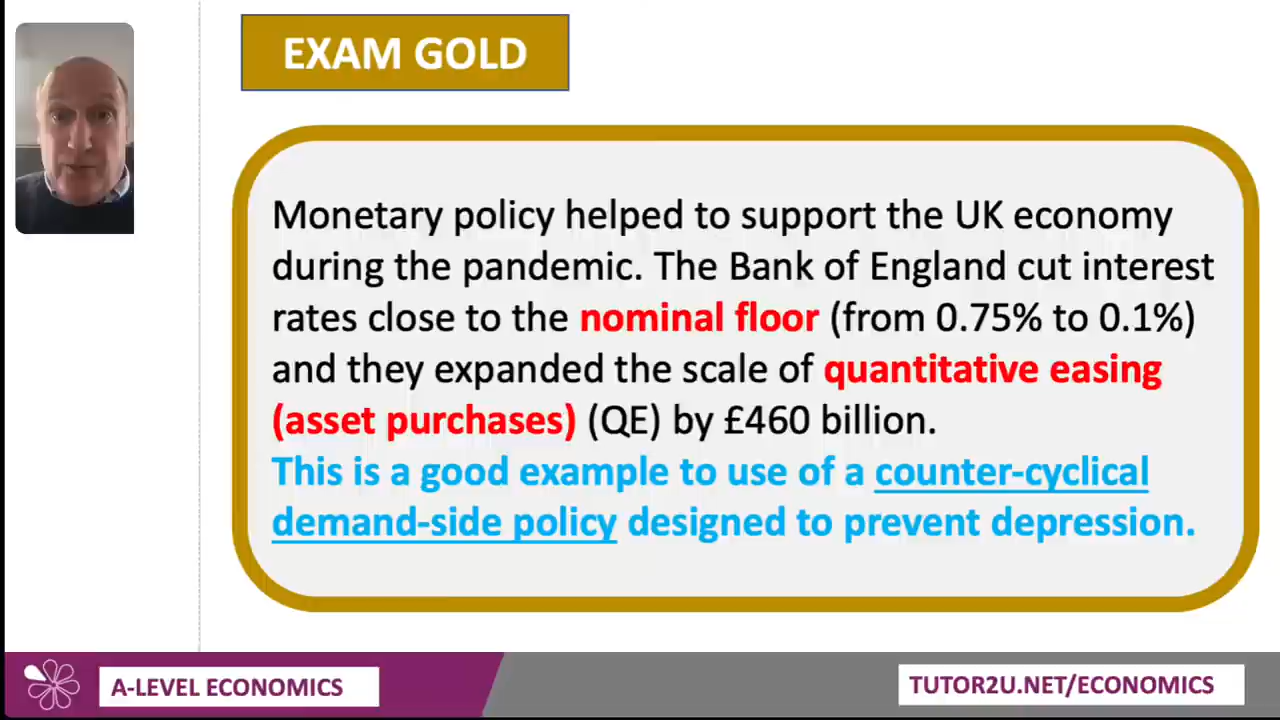 EXAM GOLD
Monetary policy helped to support the UK economy
during the pandemic. The Bank of England cut interest
rates close to the nominal floor (from 0.75% to 0.1%)
and they expanded the scale of quantitative easing
(asset purchases) (QE) by £460 billion.
This is a good example to use of a counter-cyclical
demand-side policy designed to prevent depression.
A-LEVEL ECONOMICS
TUTOR2U.NET/ECONOMICS